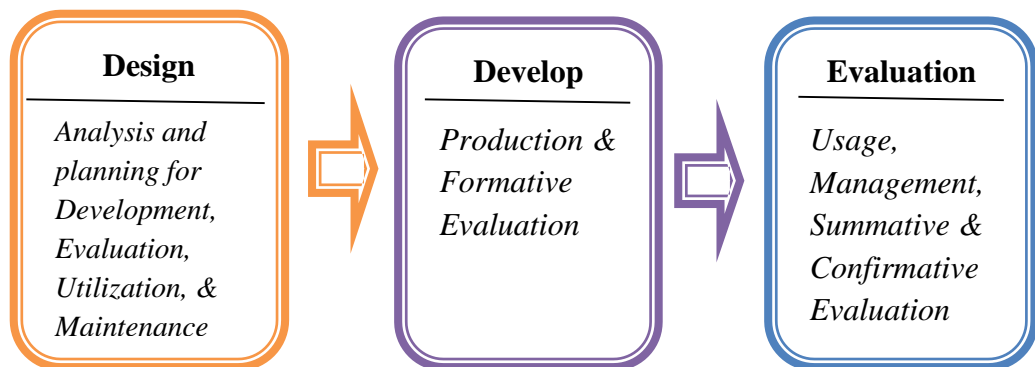 Design
Analysis and
planning for
Development,
Evaluation,
Utilization, &
Maintenance
Develop
Production &
Formative
Evaluation
Evaluation
Usage,
Management,
Summative &
Confirmative
Evaluation